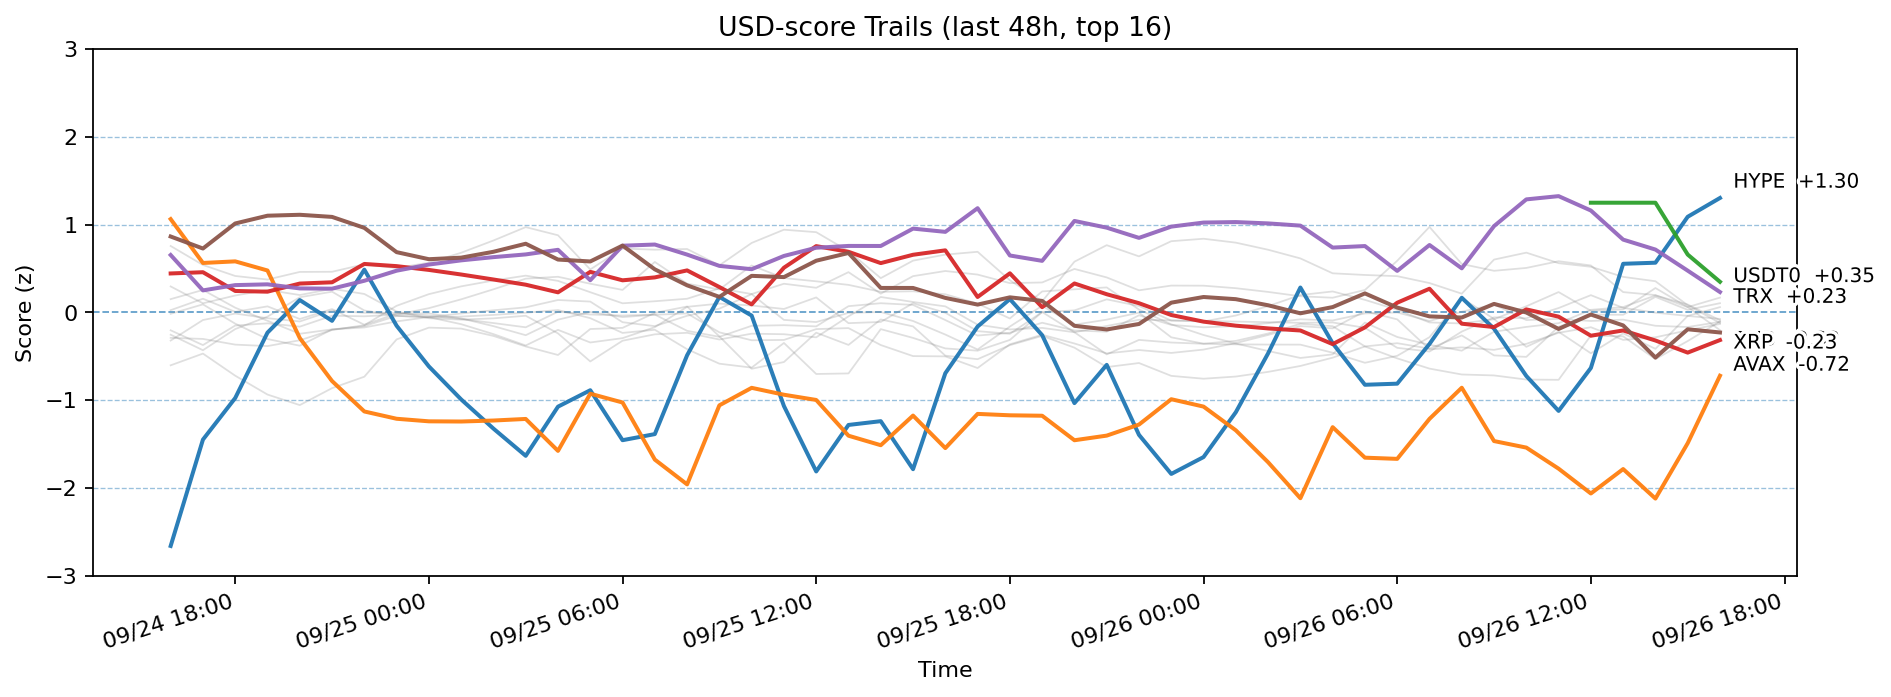 USD-score Trails (last 48h, top 16)
3
2
1
0
−1
−2
−3
Score (z)
HYPE +1.30
USDT0 +0.35
TRX +0.23
XRP -0.23
AVAX -0.72
09/24 18:00
09/25 00:00
09/25 06:00
09/25 12:00
09/25 18:00
09/26 00:00
09/26 06:00
09/26 12:00
09/26 18:00
Time